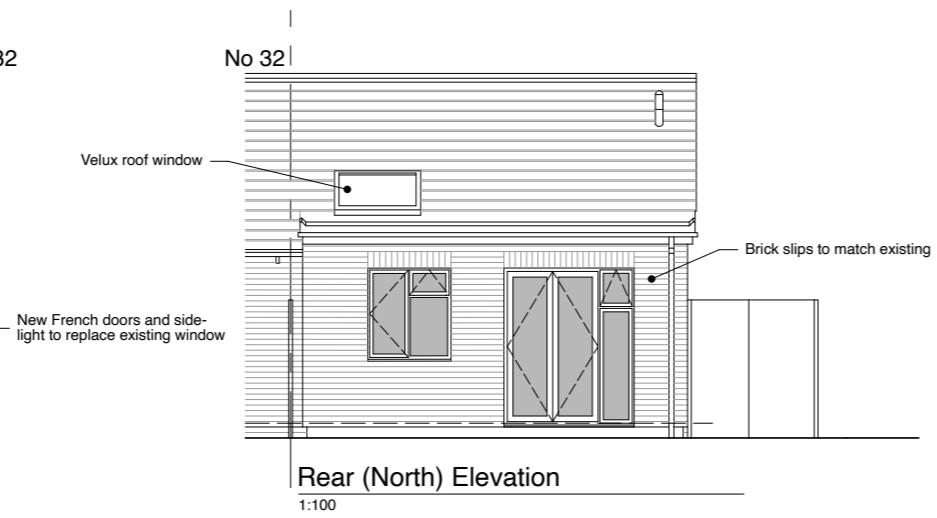 32
No 32
Velux roof window
Brick slips to match existing
New French doors and side-
light to replace existing window
Rear (North) Elevation
1:100